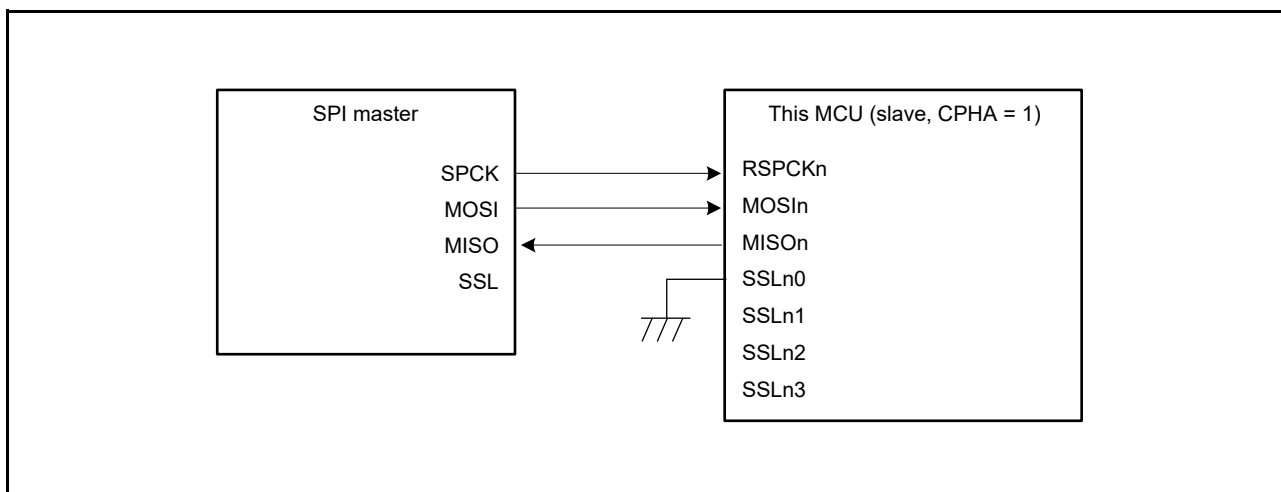 SPI master
SPCK
MOSI
MISO
SSL
This MCU (slave, CPHA = 1)
RSPCKn
MOSIn
MISOn
SSLn0
SSLn1
SSLn2
SSLn3